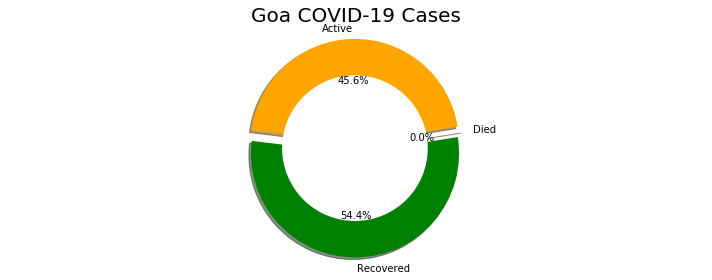 Goa COVID-19 Cases
Active
45.6%
Died
0.0%
54.4%
Recovered